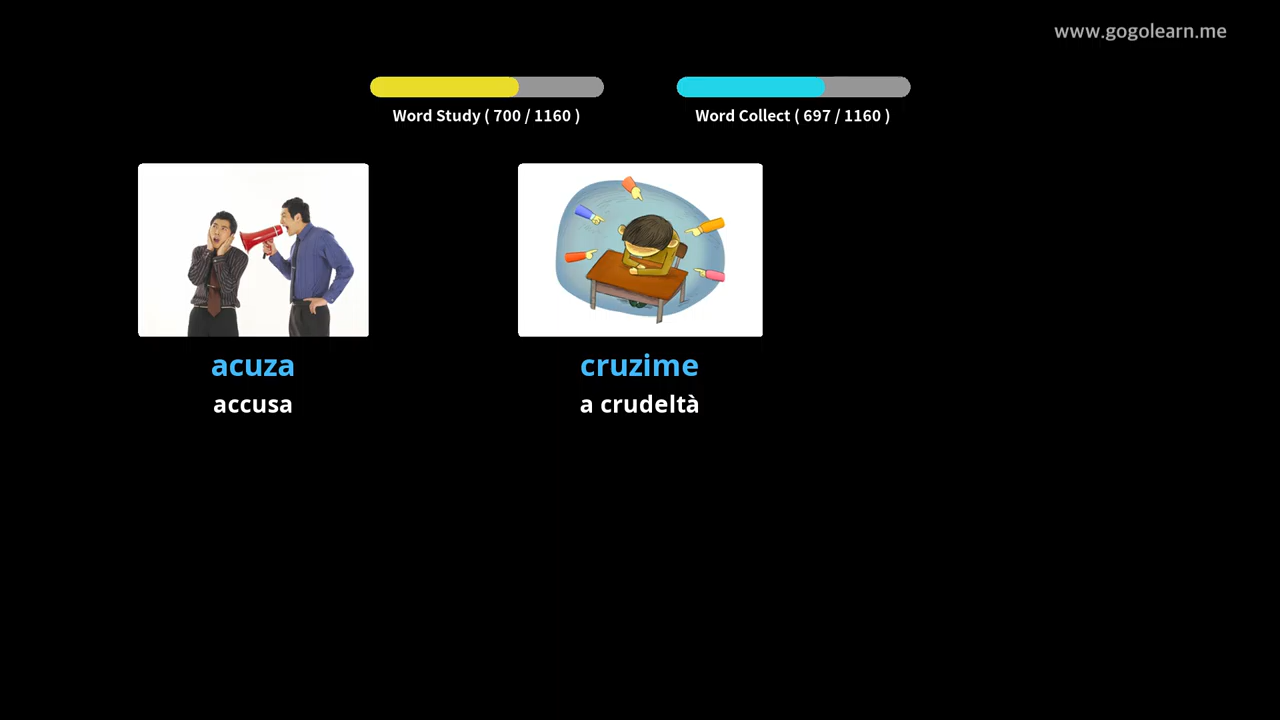 www.gogolearn.me
Word Study ( 700 / 1160 )
Word Collect ( 697 / 1160 )
acuza
accusa
cruzime
a crudeltà